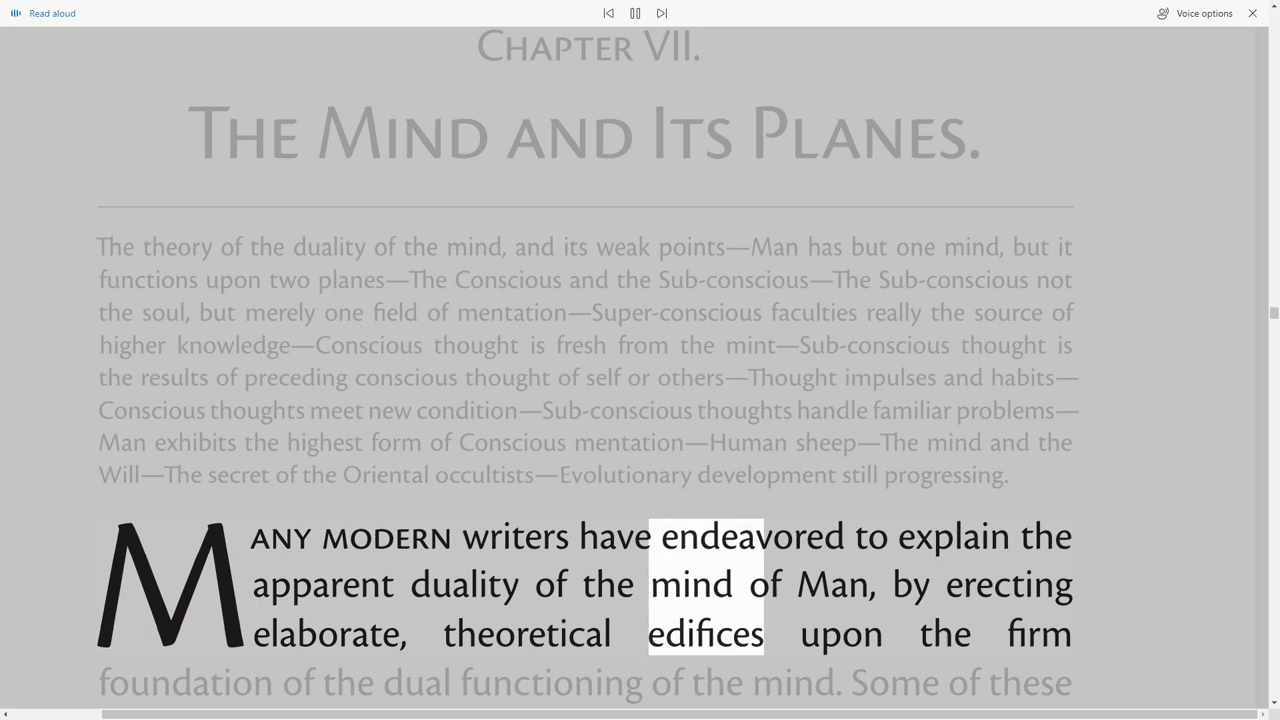 Read aloud
Voice options
Chapter VII.
The Mind and Its Planes.
The theory of the duality of the mind, and its weak points—Man has but one mind, but it
functions upon two planes—The Conscious and the Sub-conscious—The Sub-conscious not
the soul, but merely one field of mentation—Super-conscious faculties really the source of
higher knowledge—Conscious thought is fresh from the mint—Sub-conscious thought is
the results of preceding conscious thought of self or others—Thought impulses and habits—
Conscious thoughts meet new condition—Sub-conscious thoughts handle familiar problems—
Man exhibits the highest form of Conscious mentation—Human sheep—The mind and the
Will—The secret of the Oriental occultists—Evolutionary development still progressing.
Many modern writers have endeavored to explain the
apparent duality of the mind of Man, by erecting
elaborate, theoretical edifices upon the firm
foundation of the dual functioning of the mind. Some of these